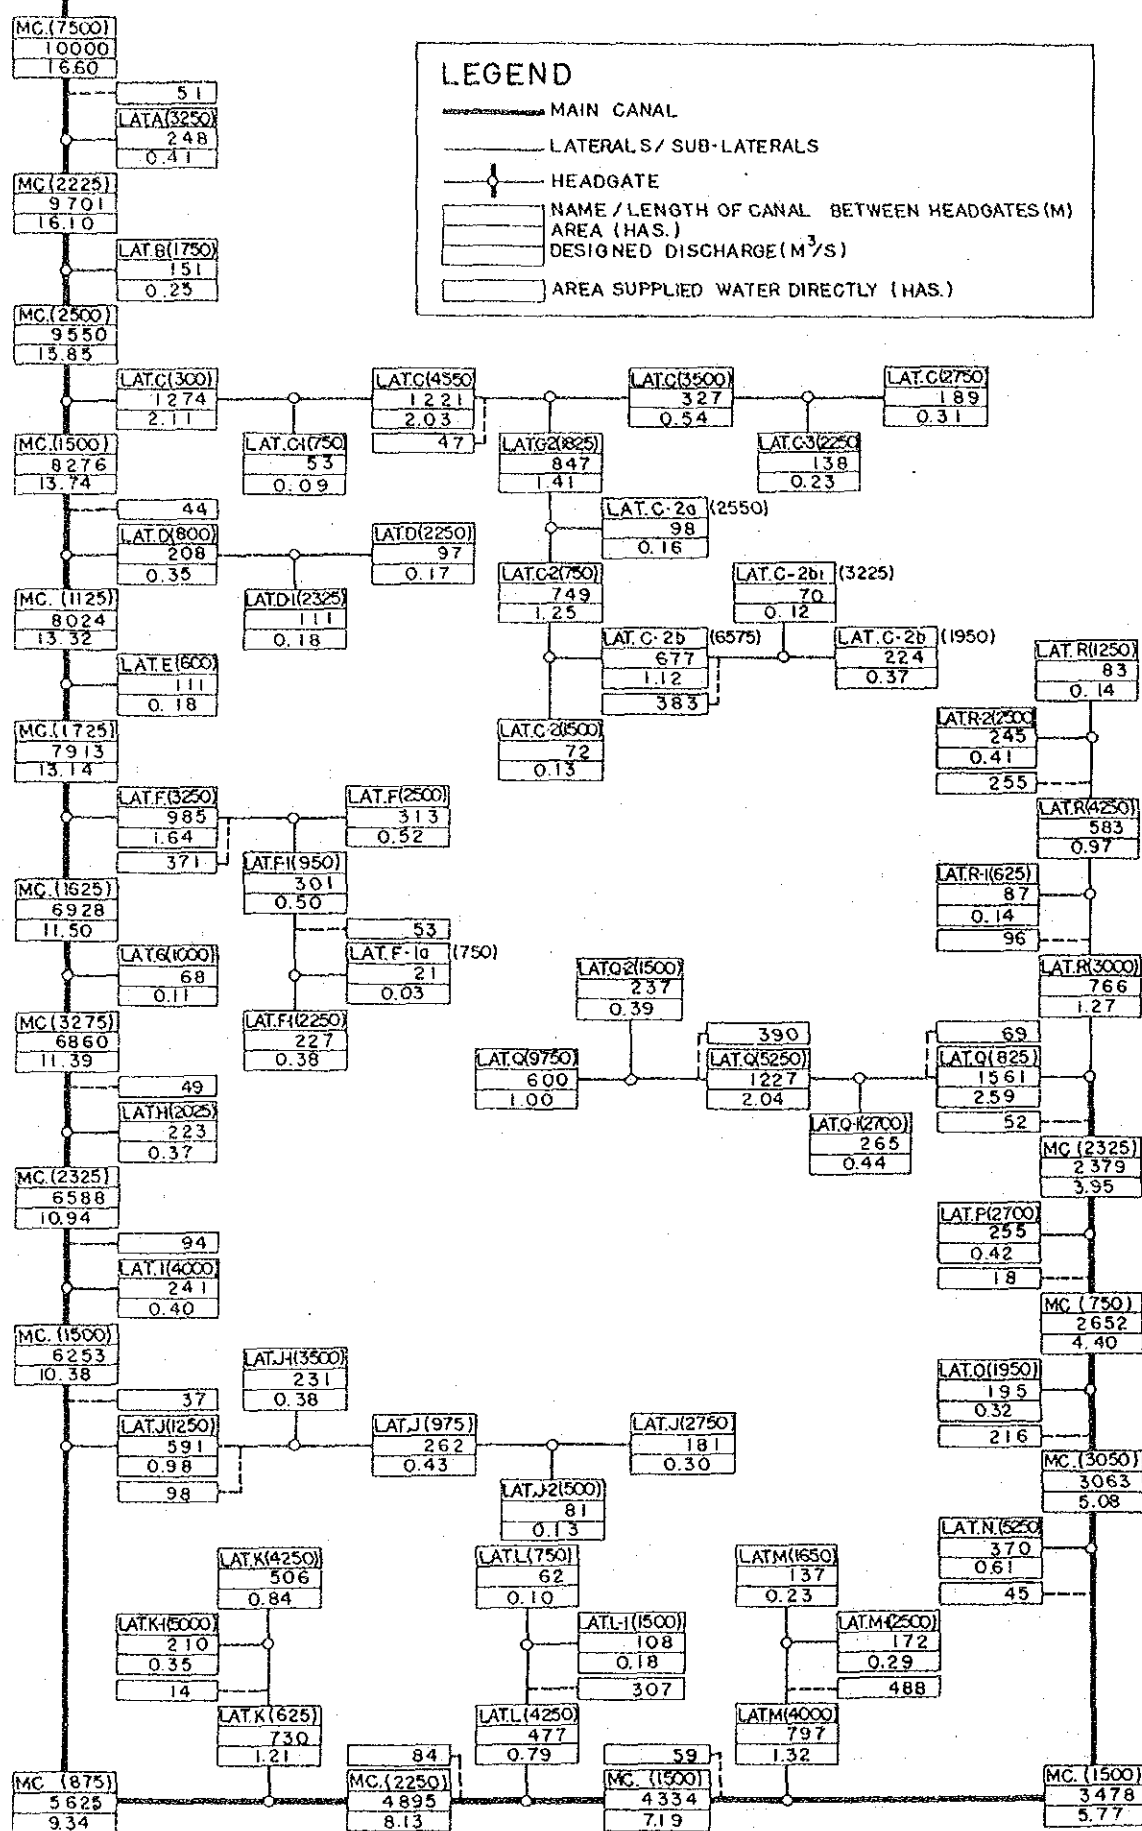 MC.(7500)
10000
16.60
51
LAT.A(3250)
248
0.41
MC.(2225)
9701
16.10
LAT.B(1750)
151
0.25
MC.(2500)
9550
15.85
LEGEND
MAIN CANAL
LATERALS/ SUB-LATERALS
HEADGATE
NAME / LENGTH OF CANAL BETWEEN HEADGATES (M)
AREA (HAS.)
DESIGNED DISCHARGE (M³/S)
AREA SUPPLIED WATER DIRECTLY (HAS.)
LAT.C(300)
1274
2.11
LAT.C-1(750)
53
0.09
LAT.C(4550)
1221
2.03
47
LAT.C-2(1825)
847
1.41
LAT.C(3500)
327
0.54
LAT.C-3(2250)
138
0.23
LAT.C(2750)
189
0.31
LAT.C-2a (2550)
98
0.16
LAT.C-2(750)
749
1.25
LAT.C-2b (6575)
677
1.12
383
LAT.C-2b1 (3225)
70
0.12
LAT.C-2b (1950)
224
0.37
LAT.C-2(1500)
72
0.13
MC.(1500)
8276
13.74
44
LAT.D(800)
208
0.35
LAT.D-1(2325)
111
0.18
LAT.D(2250)
97
0.17
MC. (1125)
8024
13.32
LAT.E(600)
111
0.18
MC.(1725)
7913
13.14
LAT.F(3250)
985
1.64
371
LAT.F(2500)
313
0.52
LAT.F-1(950)
301
0.50
53
LAT.F-1a (750)
21
0.03
LAT.F-1(2250)
227
0.38
MC.(1625)
6928
11.50
LAT.G(1000)
68
0.11
MC.(3275)
6860
11.39
49
LAT.H(2025)
223
0.37
MC.(2325)
6588
10.94
94
LAT.I(4000)
241
0.40
MC.(1500)
6253
10.38
37
LAT.J(1250)
591
0.98
98
LAT.J-1(3500)
231
0.38
LAT.J(975)
262
0.43
LAT.J-2(500)
81
0.13
LAT.J(2750)
181
0.30
MC (875)
5625
9.34
LAT.K(4250)
506
0.84
LAT.K-1(5000)
210
0.35
14
LAT.K(625)
730
1.21
84
MC.(2250)
4895
8.13
LAT.L(750)
62
0.10
LAT.L-1(1500)
108
0.18
307
LAT.L(4250)
477
0.79
59
MC. (1500)
4334
7.19
LAT.M(1650)
137
0.23
LAT.M-1(2500)
172
0.29
488
LAT.M(4000)
797
1.32
MC. (1500)
3478
5.77
LAT.N.(5250)
370
0.61
45
MC.(3050)
3063
5.08
LAT.O(1950)
195
0.32
216
MC.(750)
2652
4.40
LAT.P(2700)
255
0.42
18
MC.(2325)
2379
3.95
69
LAT.Q(825)
1561
2.59
52
LAT.Q-1(2700)
265
0.44
390
LAT.Q(5250)
1227
2.04
LAT.Q-2(1500)
237
0.39
LAT.Q(9750)
600
1.00
LAT.R(3000)
766
1.27
LAT.R-1(625)
87
0.14
96
LAT.R(4250)
583
0.97
LAT.R-2(2500)
245
0.41
255
LAT.R(1250)
83
0.14